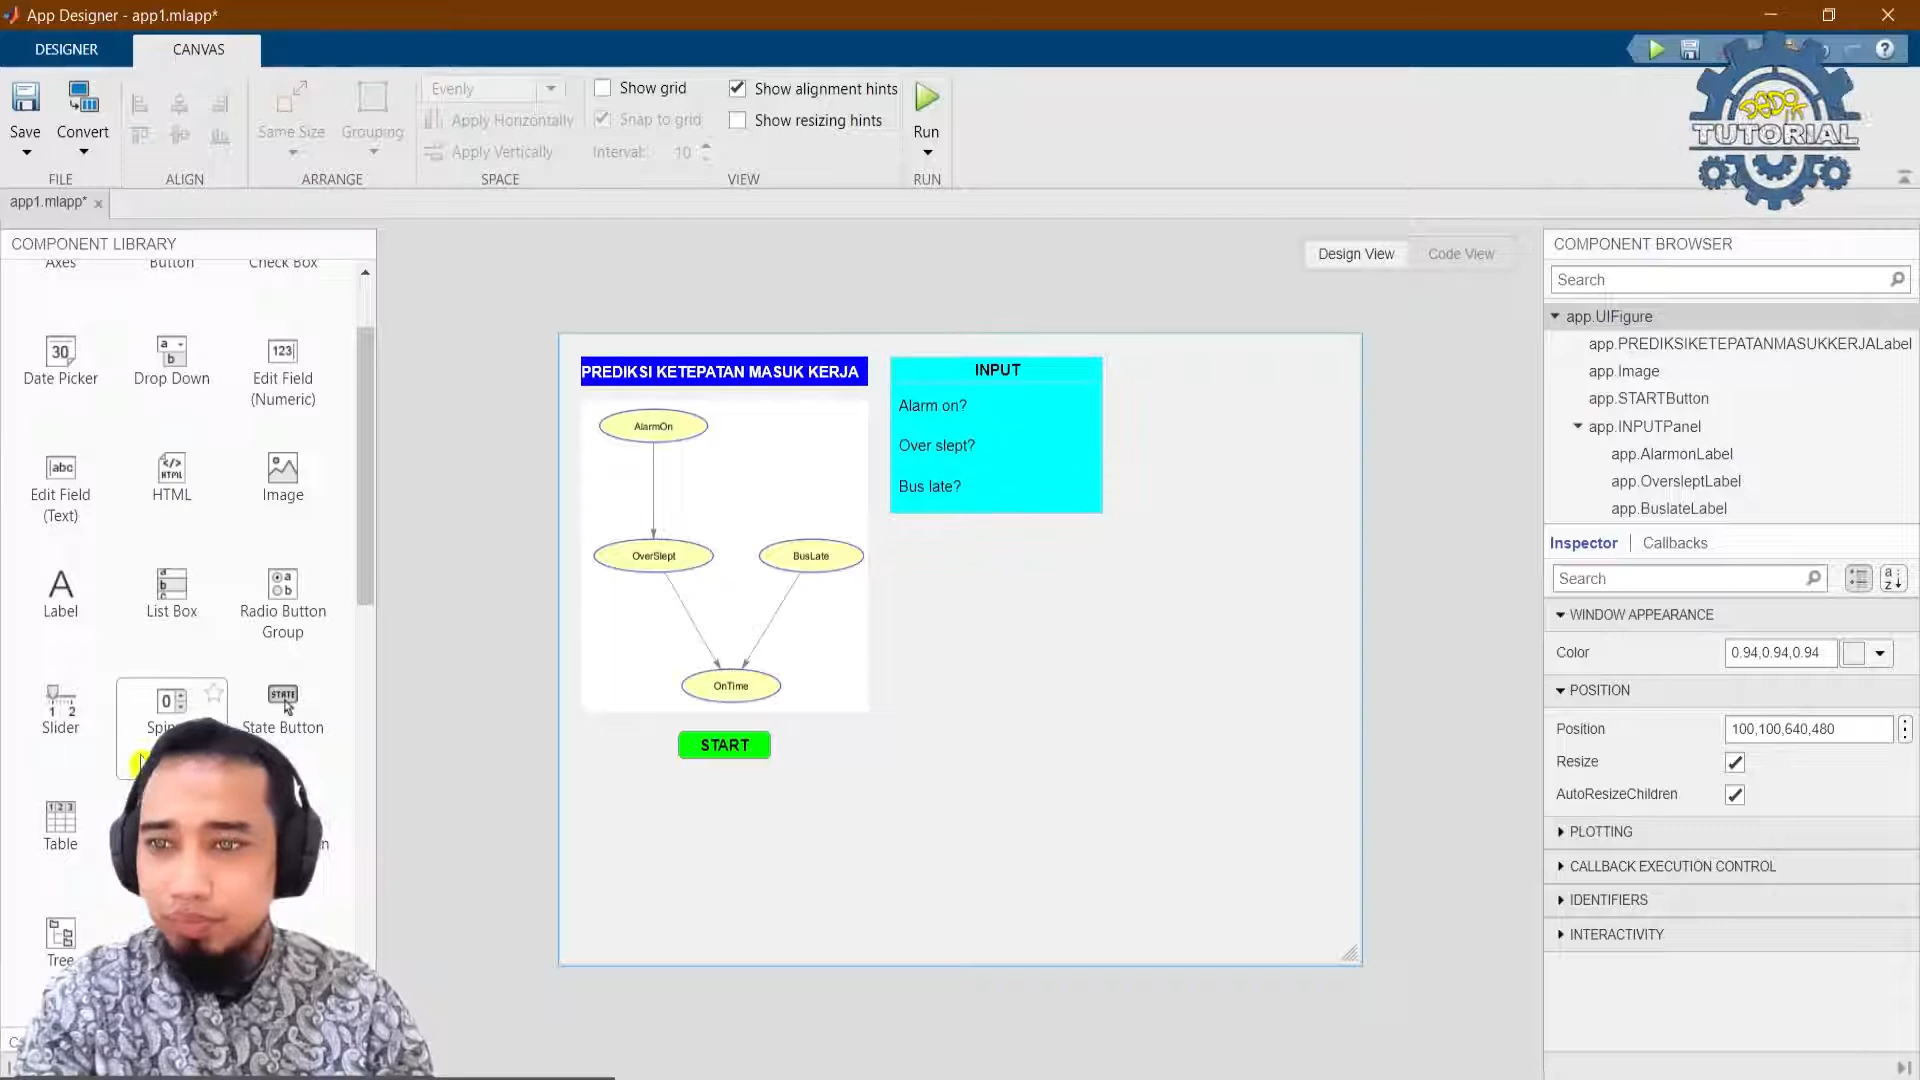 App Designer - app1.mlapp*
DESIGNER
CANVAS
Save
Convert
FILE
ALIGN
Same Size
Grouping
ARRANGE
Evenly
Apply Horizontally
Apply Vertically
SPACE
Show grid
Snap to grid
Interval: 10
Show alignment hints
Show resizing hints
VIEW
Run
RUN
TUTORIAL
app1.mlapp*
COMPONENT LIBRARY
Axes
Button
Check Box
Date Picker
Drop Down
Edit Field
(Numeric)
Edit Field
(Text)
HTML
Image
Label
List Box
Radio Button
Group
Slider
State Button
Table
Tree
Design View
Code View
PREDIKSI KETEPATAN MASUK KERJA
AlarmOn
OverSlept
BusLate
OnTime
START
INPUT
Alarm on?
Over slept?
Bus late?
COMPONENT BROWSER
Search
app.UIFigure
app.PREDIKSIKETEPATANMASUKKERJALabel
app.Image
app.STARTButton
app.INPUTPanel
app.AlarmonLabel
app.OversleptLabel
app.BuslateLabel
Inspector
Callbacks
Search
WINDOW APPEARANCE
Color
0.94,0.94,0.94
POSITION
Position
100,100,640,480
Resize
AutoResizeChildren
PLOTTING
CALLBACK EXECUTION CONTROL
IDENTIFIERS
INTERACTIVITY